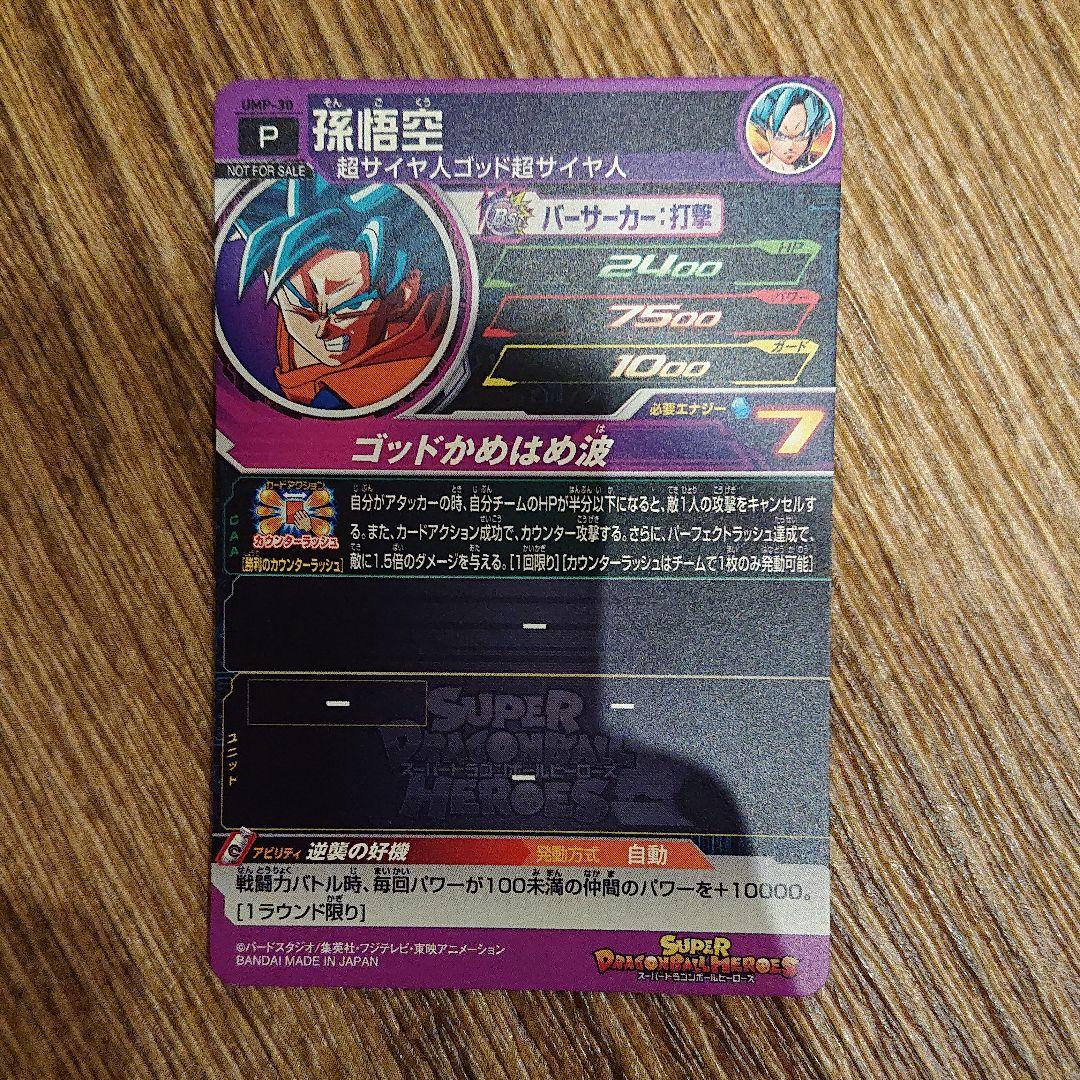 UMP-30
P
NOT FOR SALE
孫悟空
そんごくう
超サイヤ人ゴッド超サイヤ人
バーサーカー:打撃
HP
2400
パワー
7500
ガード
1000
必要エナジー
7
ゴッドかめはめ波
は
CAA
カードアクション
カウンターラッシュ
[勝利のカウンターラッシュ]
自分がアタッカーの時、自分チームのHPが半分以下になると、敵1人の攻撃をキャンセルす
る。また、カードアクション成功で、カウンター攻撃する。さらに、パーフェクトラッシュ達成で、
敵に1.5倍のダメージを与える。[1回限り][カウンターラッシュはチームで1枚のみ発動可能]
ー
ユニット
ー
ー
ー
SUPER
DRAGONBALL
スーパードラゴンボールヒーローズ
HEROES
アビリティ 逆襲の好機
発動方式 自動
戦闘力バトル時、毎回パワーが100未満の仲間のパワーを+10000。
[1ラウンド限り]
©バードスタジオ/集英社・フジテレビ・東映アニメーション
BANDAI MADE IN JAPAN
SUPER
DRAGONBALL HEROES
スーパードラゴンボールヒーローズ